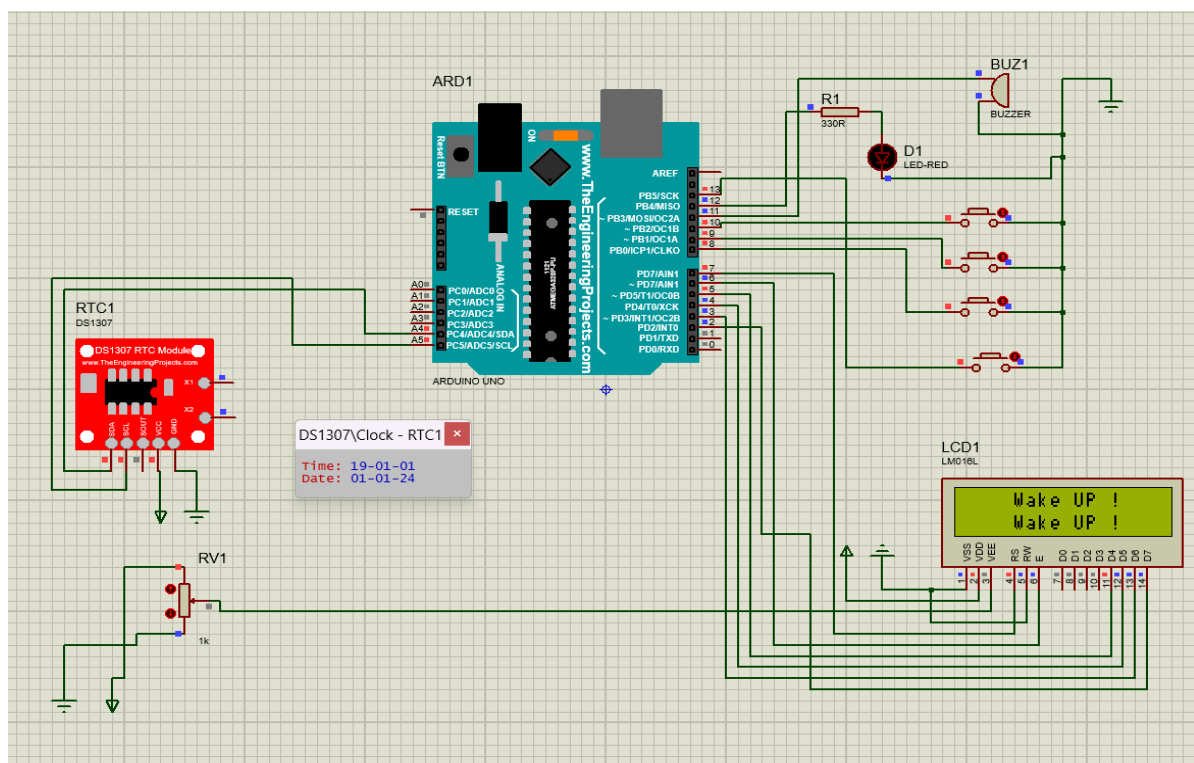 ARD1
BUZ1
BUZZER
R1
330R
D1
LED-RED
Reset BTN
ON
www.TheEngineeringProjects.com
RESET
ANALOG IN
A0
A1
A2
A3
A4
A5
PC0/ADC0
PC1/ADC1
PC2/ADC2
PC3/ADC3
PC4/ADC4/SDA
PC5/ADC5/SCL
AREF
PB5/SCK
PB4/MISO
~ PB3/MOSI/OC2A
~ PB2/OC1B
~ PB1/OC1A
PB0/ICP1/CLKO
PD7/AIN1
~ PD7/AIN1
~ PD5/T1/OC0B
PD4/T0/XCK
~ PD3/INT1/OC2B
PD2/INT0
PD1/TXD
PD0/RXD
13
12
11
10
9
8
7
6
5
4
3
2
1
0
ARDUINO UNO
RTC1
DS1307
DS1307 RTC Module
www.TheEngineeringProjects.com
X1
X2
SDA
SCL
SOUT
VCC
GND
DS1307\Clock - RTC1
Time: 19-01-01
Date: 01-01-24
RV1
1k
LCD1
LM016L
Wake UP !
Wake UP !
VSS
VDD
VEE
RS
RW
E
D0
D1
D2
D3
D4
D5
D6
D7
1
2
3
4
5
6
7
8
9
10
11
12
13
14